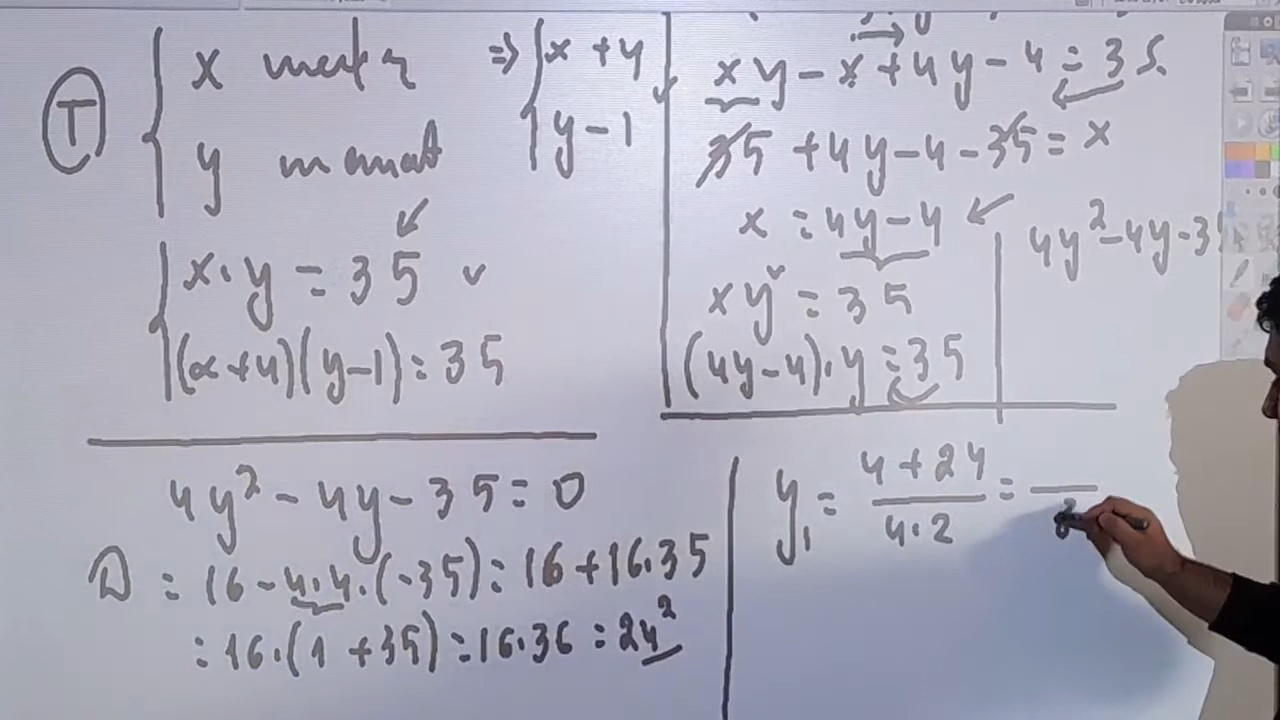 T
x metr ⇒ x + 4
y manat y - 1
x · y = 35
(x+4)(y-1) = 35
xy - x + 4y - 4 = 35.
35 + 4y - 4 - 35 = x
x = 4y - 4
xy = 35
(4y-4)·y = 35
4y² - 4y - 35
4y² - 4y - 35 = 0
D = 16 - 4·4·(-35) = 16 + 16·35
= 16·(1 + 35) = 16·36 = 24²
y₁ = (4 + 24)/(4·2) =